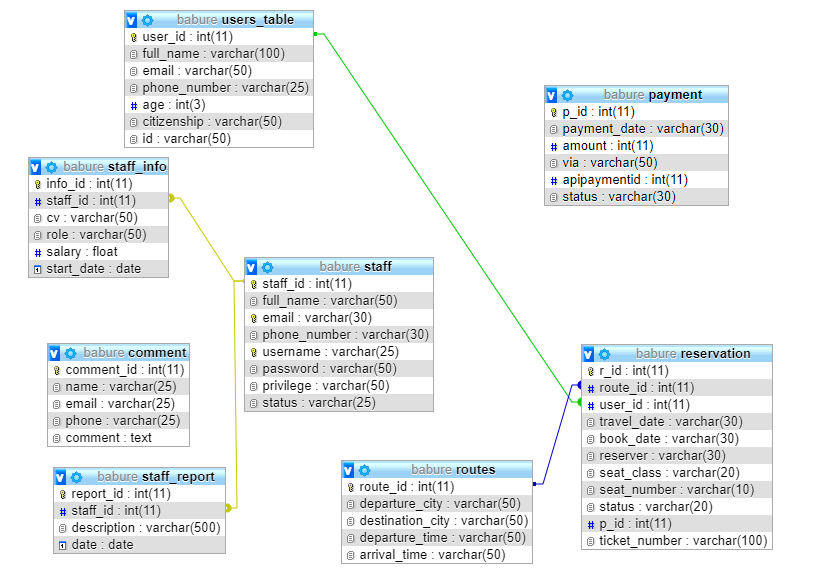 babure users_table
user_id : int(11)
full_name : varchar(100)
email : varchar(50)
phone_number : varchar(25)
age : int(3)
citizenship : varchar(50)
id : varchar(50)
babure payment
p_id : int(11)
payment_date : varchar(30)
amount : int(11)
via : varchar(50)
apipaymentid : int(11)
status : varchar(30)
babure staff_info
info_id : int(11)
staff_id : int(11)
cv : varchar(50)
role : varchar(50)
salary : float
start_date : date
babure staff
staff_id : int(11)
full_name : varchar(50)
email : varchar(30)
phone_number : varchar(30)
username : varchar(25)
password : varchar(50)
privilege : varchar(50)
status : varchar(25)
babure comment
comment_id : int(11)
name : varchar(25)
email : varchar(25)
phone : varchar(25)
comment : text
babure reservation
r_id : int(11)
route_id : int(11)
user_id : int(11)
travel_date : varchar(30)
book_date : varchar(30)
reserver : varchar(30)
seat_class : varchar(20)
seat_number : varchar(10)
status : varchar(20)
p_id : int(11)
ticket_number : varchar(100)
babure staff_report
report_id : int(11)
staff_id : int(11)
description : varchar(500)
date : date
babure routes
route_id : int(11)
departure_city : varchar(50)
destination_city : varchar(50)
departure_time : varchar(50)
arrival_time : varchar(50)